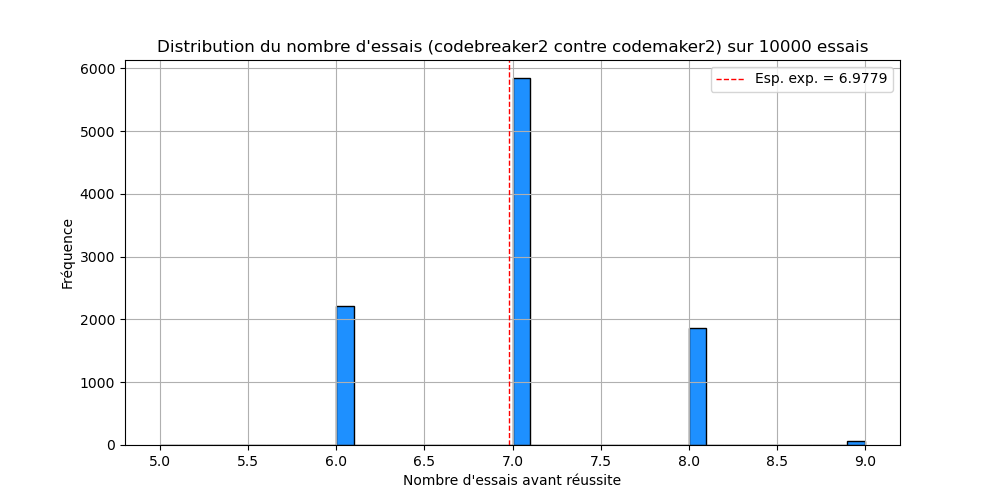 Distribution du nombre d'essais (codebreaker2 contre codemaker2) sur 10000 essais
Esp. exp. = 6.9779
6000
5000
4000
3000
2000
1000
0
Fréquence
5.0 5.5 6.0 6.5 7.0 7.5 8.0 8.5 9.0
Nombre d'essais avant réussite